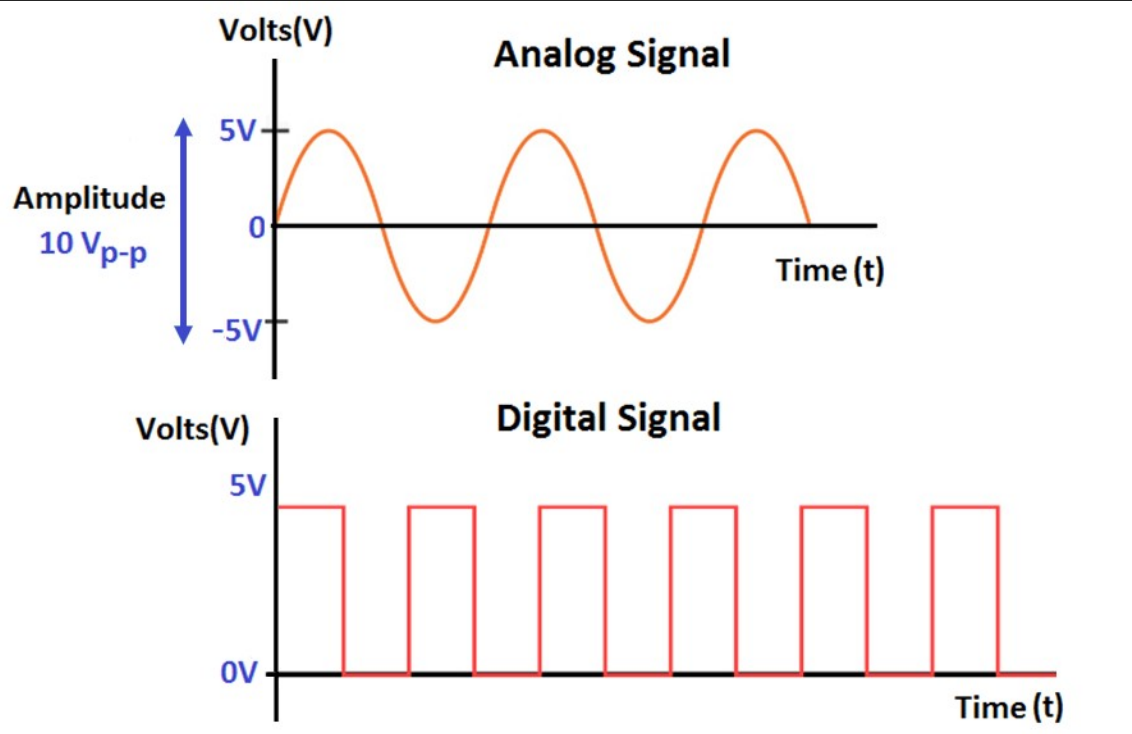 Volts(V)
Analog Signal
5V
Amplitude
10 Vp-p
0
Time (t)
-5V
Digital Signal
Volts(V)
5V
0V
Time (t)